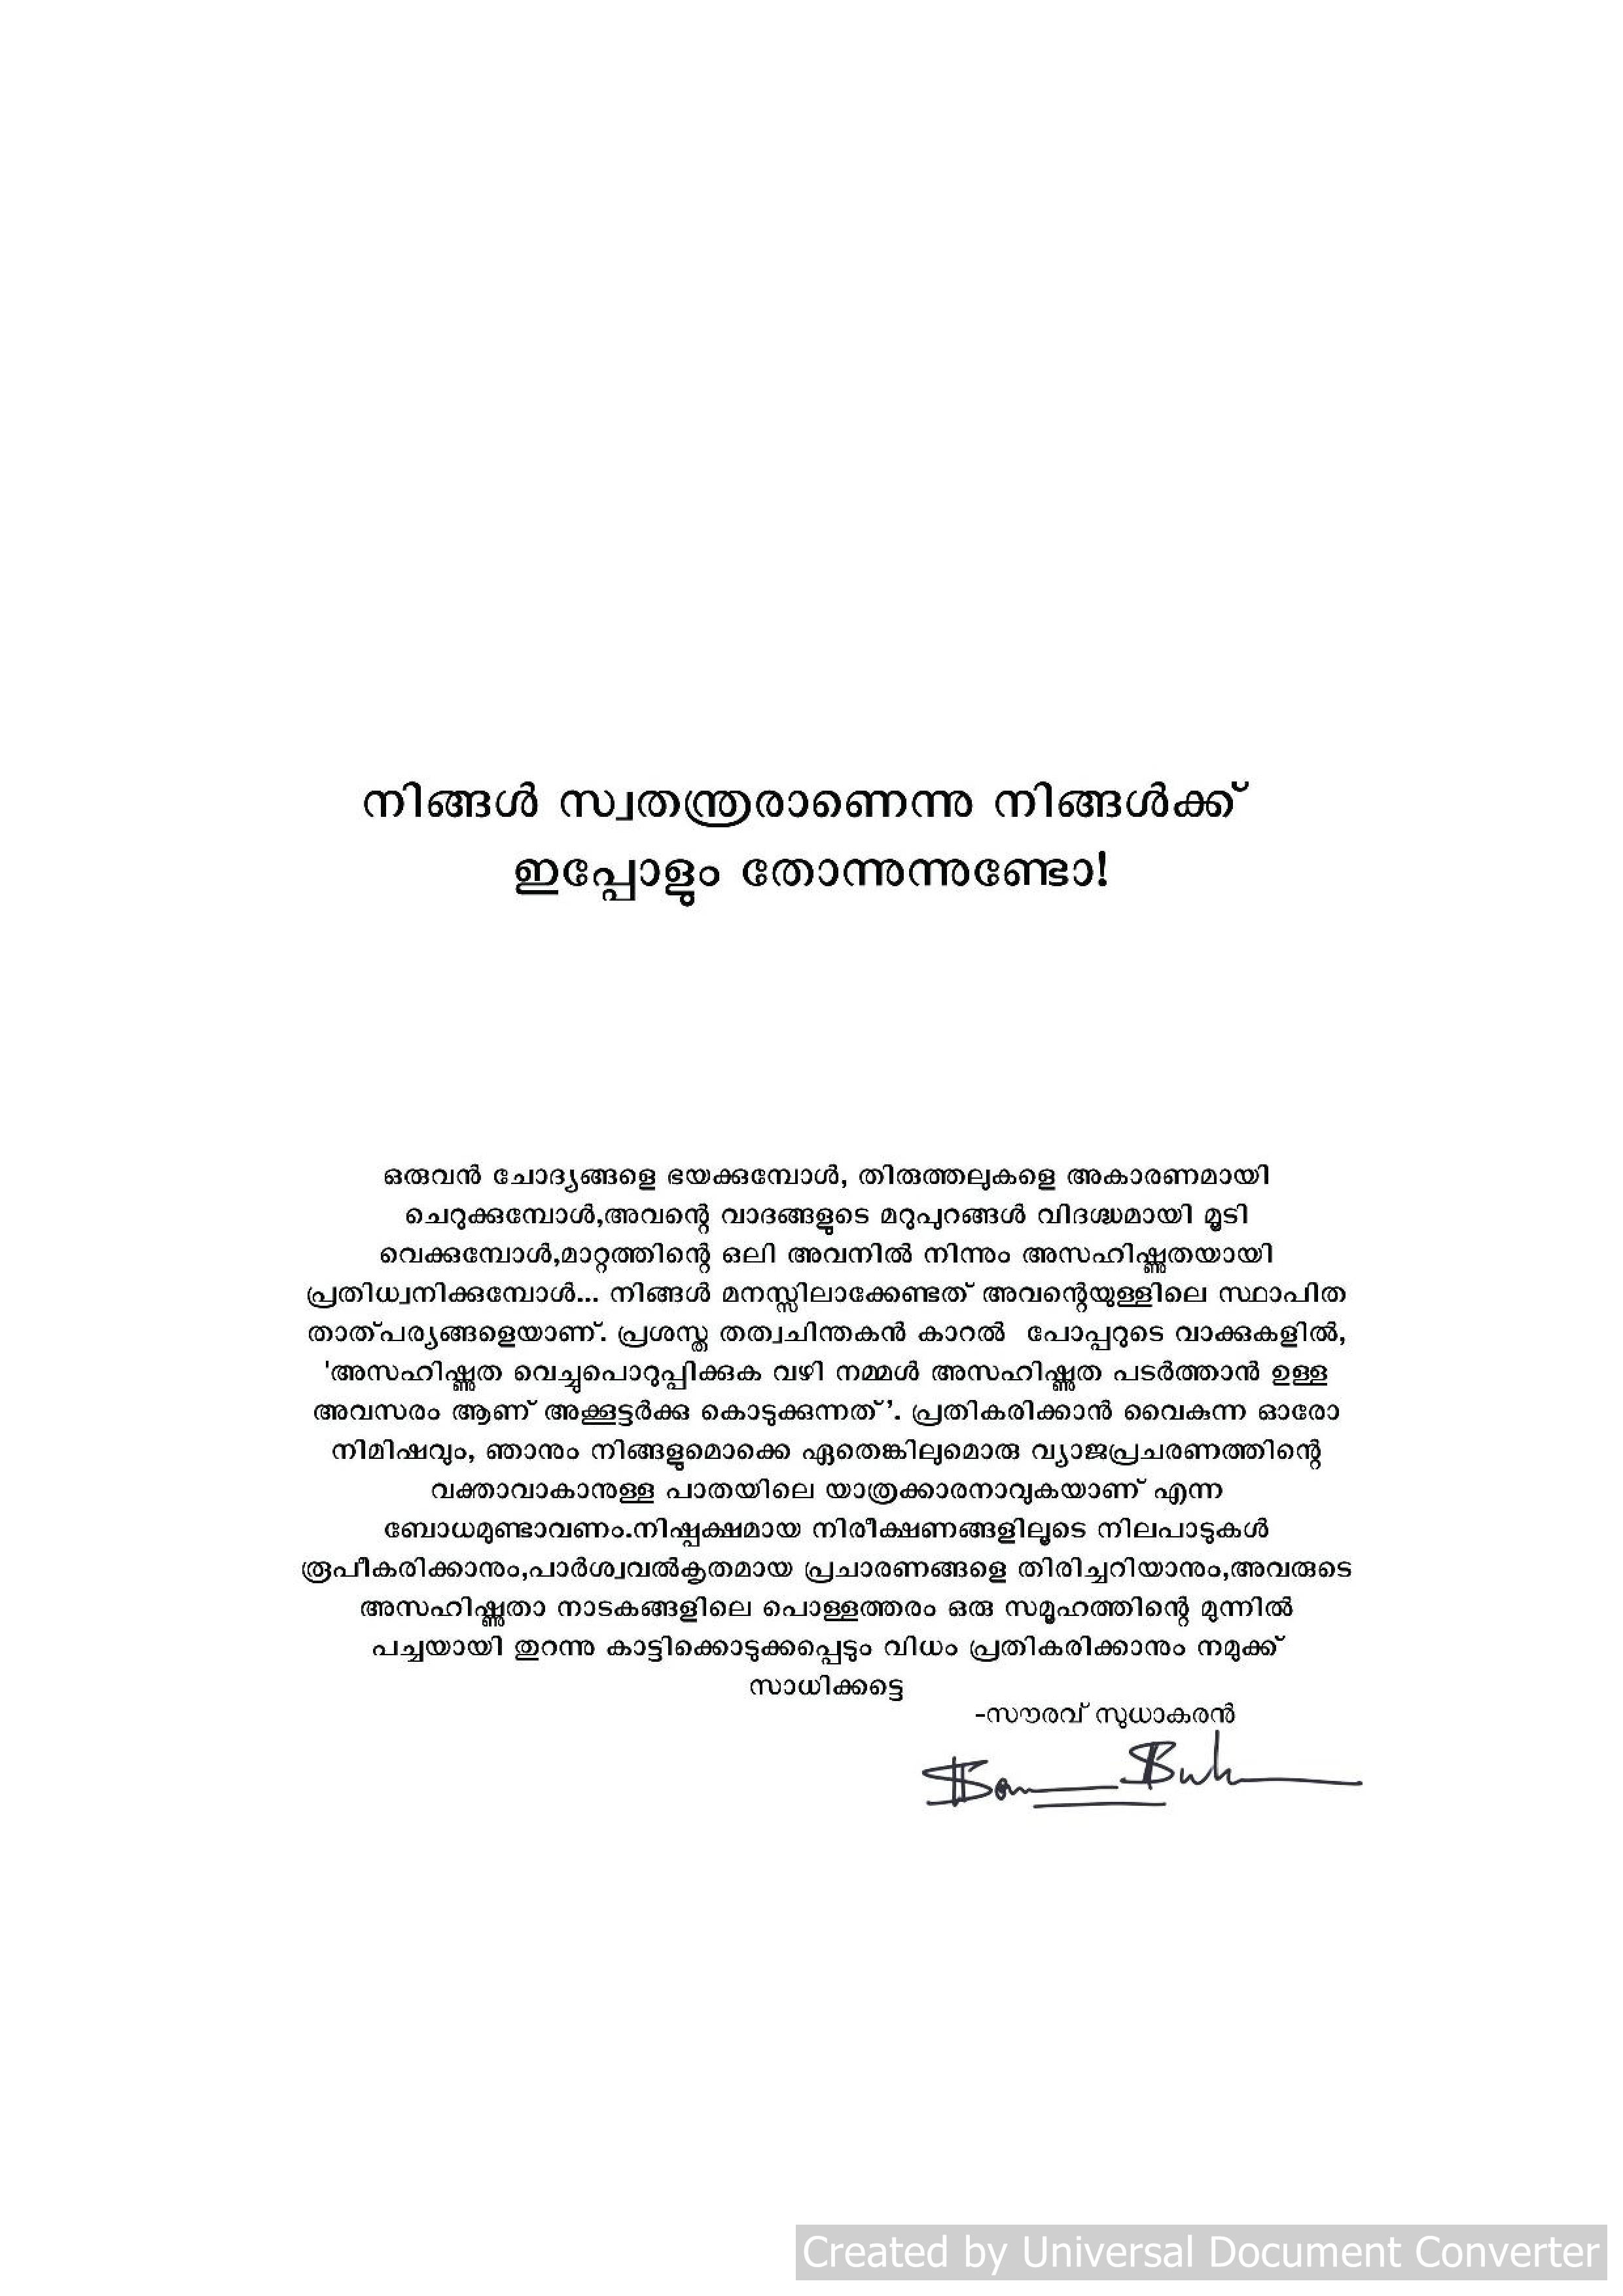 നിങ്ങൾ സ്വതന്ത്രരാണെന്നു നിങ്ങൾക്ക്
ഇപ്പോളും തോന്നുന്നുണ്ടോ!
ഒരുവൻ ചോദ്യങ്ങളെ ഭയക്കുമ്പോൾ, തിരുത്തലുകളെ അകാരണമായി
ചെറുക്കുമ്പോൾ,അവന്റെ വാദങ്ങളുടെ മറുപുറങ്ങൾ വിദഗ്ധമായി മൂടി
വെക്കുമ്പോൾ,മാറ്റത്തിന്റെ ഒലി അവനിൽ നിന്നും അസഹിഷ്ണുതയായി
പ്രതിധ്വനിക്കുമ്പോൾ... നിങ്ങൾ മനസ്സിലാക്കേണ്ടത് അവന്റെയുള്ളിലെ സ്ഥാപിത
താത്പര്യങ്ങളെയാണ്. പ്രശസ്ത തത്വചിന്തകൻ കാറൽ പോപ്പറുടെ വാക്കുകളിൽ,
'അസഹിഷ്ണുത വെച്ചുപൊറുപ്പിക്കുക വഴി നമ്മൾ അസഹിഷ്ണുത പടർത്താൻ ഉള്ള
അവസരം ആണ് അക്കൂട്ടർക്കു കൊടുക്കുന്നത്’. പ്രതികരിക്കാൻ വൈകുന്ന ഓരോ
നിമിഷവും, ഞാനും നിങ്ങളുമൊക്കെ ഏതെങ്കിലുമൊരു വ്യാജപ്രചരണത്തിന്റെ
വക്താവാകാനുള്ള പാതയിലെ യാത്രക്കാരനാവുകയാണ് എന്ന
ബോധമുണ്ടാവണം.നിഷ്പക്ഷമായ നിരീക്ഷണങ്ങളിലൂടെ നിലപാടുകൾ
രൂപീകരിക്കാനും,പാർശ്വവൽകൃതമായ പ്രചാരണങ്ങളെ തിരിച്ചറിയാനും,അവരുടെ
അസഹിഷ്ണുതാ നാടകങ്ങളിലെ പൊള്ളത്തരം ഒരു സമൂഹത്തിന്റെ മുന്നിൽ
പച്ചയായി തുറന്നു കാട്ടിക്കൊടുക്കപ്പെടും വിധം പ്രതികരിക്കാനും നമുക്ക്
സാധിക്കട്ടെ
-സൗരവ് സുധാകരൻ
Created by Universal Document Converter